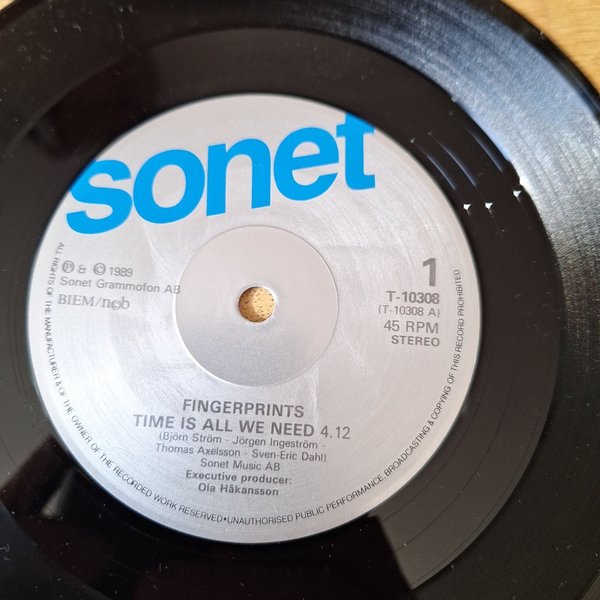 sonet
Ⓟ & © 1989
Sonet Grammofon AB
BIEM/ncb
1
T-10308
(T-10308 A)
45 RPM
STEREO
FINGERPRINTS
TIME IS ALL WE NEED 4.12
(Björn Ström - Jörgen Ingeström -
Thomas Axelsson - Sven-Eric Dahl)
Sonet Music AB
Executive producer:
Ola Håkansson
ALL RIGHTS OF THE MANUFACTURER & OF THE OWNER OF THE RECORDED WORK RESERVED • UNAUTHORISED PUBLIC PERFORMANCE, BROADCASTING & COPYING OF THIS RECORD PROHIBITED